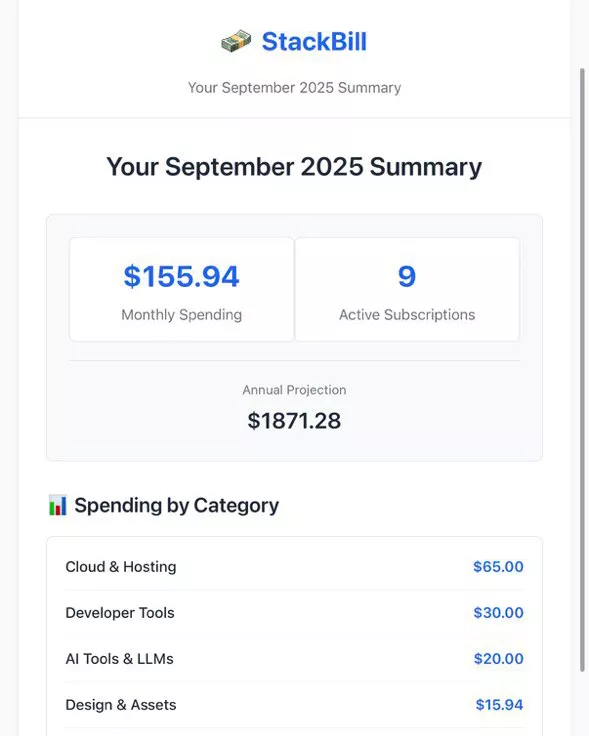 StackBill
Your September 2025 Summary
Your September 2025 Summary
$155.94
Monthly Spending
9
Active Subscriptions
Annual Projection
$1871.28
Spending by Category
Cloud & Hosting $65.00
Developer Tools $30.00
AI Tools & LLMs $20.00
Design & Assets $15.94